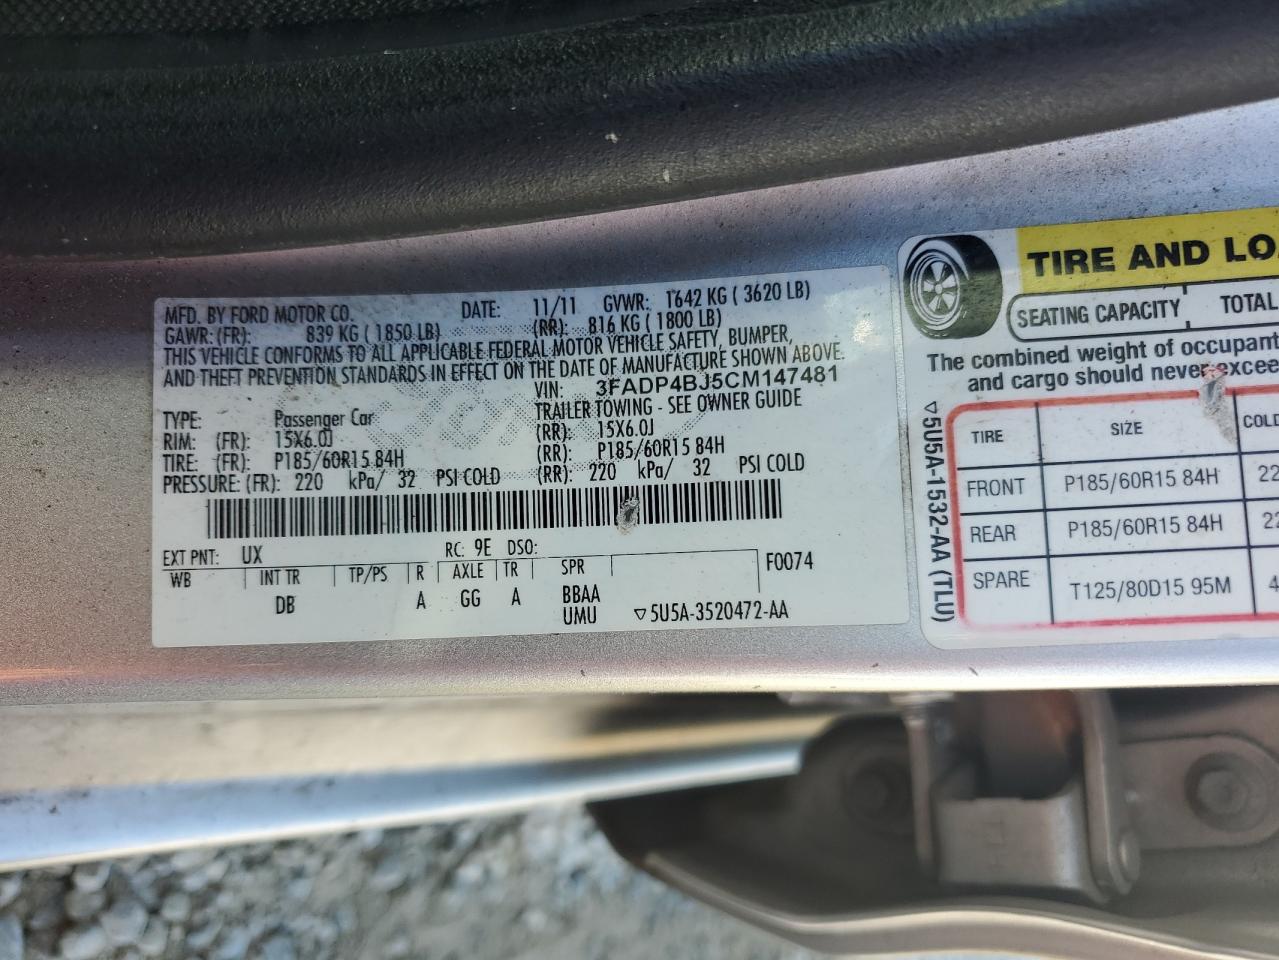 MFD. BY FORD MOTOR CO. DATE: 11/11 GVWR: 1642 KG ( 3620 LB)
GAWR: (FR): 839 KG ( 1850 LB) (RR): 816 KG ( 1800 LB)
THIS VEHICLE CONFORMS TO ALL APPLICABLE FEDERAL MOTOR VEHICLE SAFETY, BUMPER,
AND THEFT PREVENTION STANDARDS IN EFFECT ON THE DATE OF MANUFACTURE SHOWN ABOVE.
VIN: 3FADP4BJ5CM147481
TYPE: Passenger Car TRAILER TOWING - SEE OWNER GUIDE
RIM: (FR): 15X6.0J (RR): 15X6.0J
TIRE: (FR): P185/60R15 84H (RR): P185/60R15 84H
PRESSURE: (FR): 220 kPa/ 32 PSI COLD (RR): 220 kPa/ 32 PSI COLD
EXT PNT: UX RC: 9E DSO:
WB INT TR TP/PS R AXLE TR SPR F0074
DB A GG A BBAA
UMU ▽5U5A-3520472-AA
TIRE AND LOA
SEATING CAPACITY TOTAL
The combined weight of occupant
and cargo should never excee
▽5U5A-1532-AA (TLU)
TIRE SIZE COLD
FRONT P185/60R15 84H 22
REAR P185/60R15 84H 22
SPARE T125/80D15 95M 4